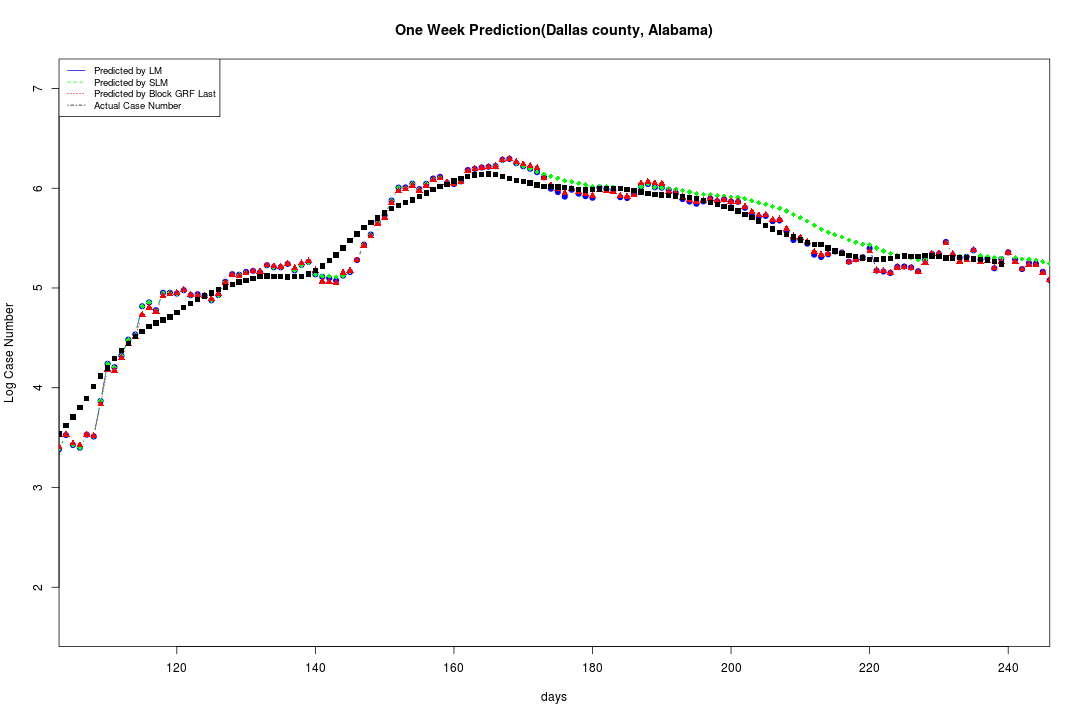 One Week Prediction(Dallas county, Alabama)
Predicted by LM
Predicted by SLM
Predicted by Block GRF Last
Actual Case Number
7
6
5
4
3
2
Log Case Number
120 140 160 180 200 220 240
days